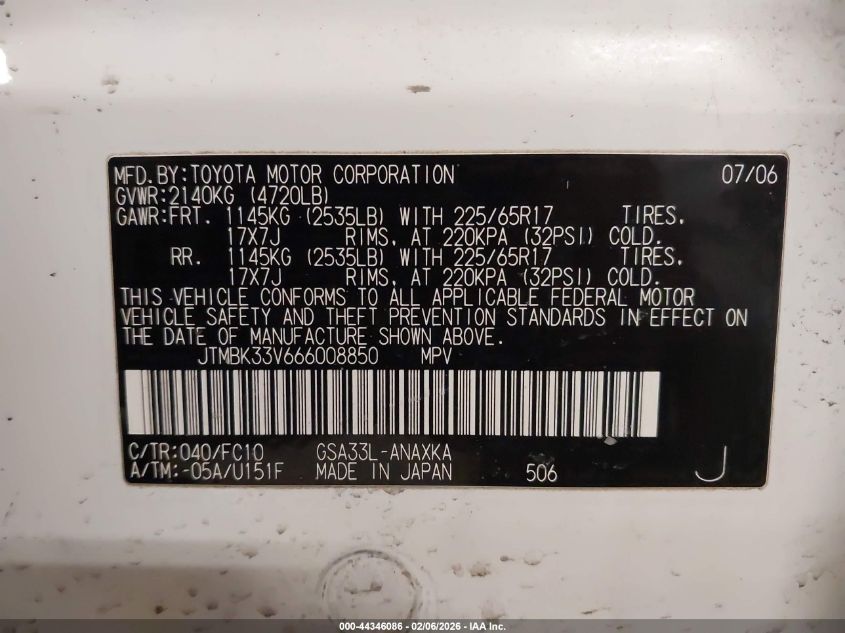 MFD.BY:TOYOTA MOTOR CORPORATION 07/06
GVWR:2140KG (4720LB)
GAWR:FRT. 1145KG (2535LB) WITH 225/65R17 TIRES,
17X7J RIMS, AT 220KPA (32PSI) COLD.
RR. 1145KG (2535LB) WITH 225/65R17 TIRES,
17X7J RIMS, AT 220KPA (32PSI) COLD.
THIS VEHICLE CONFORMS TO ALL APPLICABLE FEDERAL MOTOR
VEHICLE SAFETY AND THEFT PREVENTION STANDARDS IN EFFECT ON
THE DATE OF MANUFACTURE SHOWN ABOVE.
JTMBK33V666008850 MPV
C/TR:040/FC10 GSA33L-ANAXKA
A/TM:-05A/U151F MADE IN JAPAN 506 J
000-44346086 - 02/06/2026 - IAA Inc.